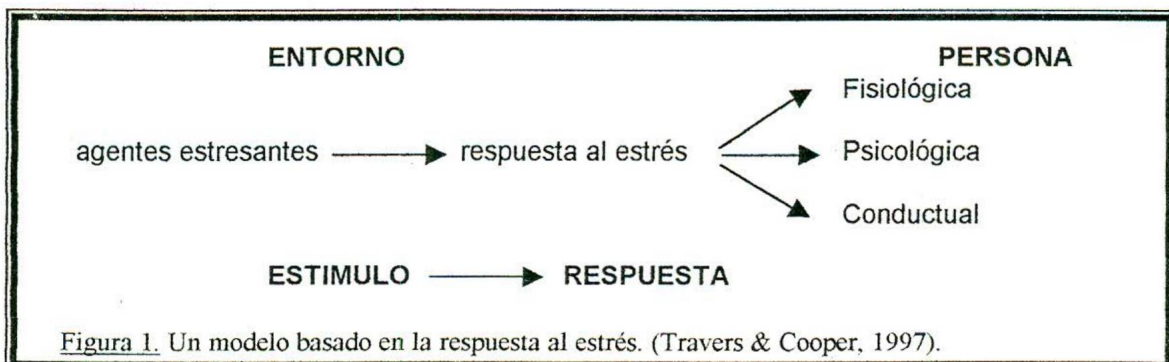 ENTORNO PERSONA
Fisiológica
agentes estresantes respuesta al estrés Psicológica
Conductual
ESTIMULO RESPUESTA
Figura 1. Un modelo basado en la respuesta al estrés. (Travers & Cooper, 1997).